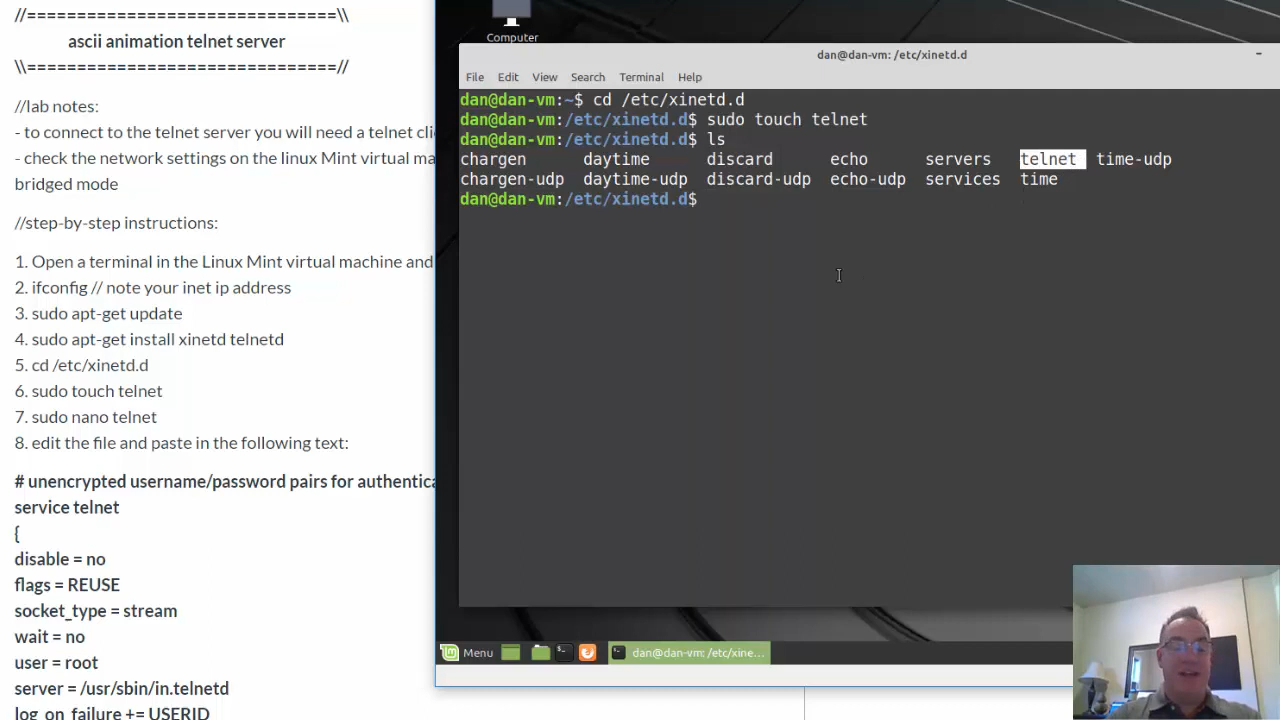 //===============================\\
ascii animation telnet server
\\===============================//
//lab notes:
- to connect to the telnet server you will need a telnet
- check the network settings on the linux Mint virtual
bridged mode
//step-by-step instructions:
1. Open a terminal in the Linux Mint virtual machine and
2. ifconfig // note your inet ip address
3. sudo apt-get update
4. sudo apt-get install xinetd telnetd
5. cd /etc/xinetd.d
6. sudo touch telnet
7. sudo nano telnet
8. edit the file and paste in the following text:
# unencrypted username/password pairs for
service telnet
{
disable = no
flags = REUSE
socket_type = stream
wait = no
user = root
server = /usr/sbin/in.telnetd
log_on_failure += USERID
Computer
dan@dan-vm: /etc/xinetd.d
File Edit View Search Terminal Help
dan@dan-vm:~$ cd /etc/xinetd.d
dan@dan-vm:/etc/xinetd.d$ sudo touch telnet
dan@dan-vm:/etc/xinetd.d$ ls
chargen daytime discard echo servers telnet time-udp
chargen-udp daytime-udp discard-udp echo-udp services time
dan@dan-vm:/etc/xinetd.d$
Menu dan@dan-vm: /etc/xine...